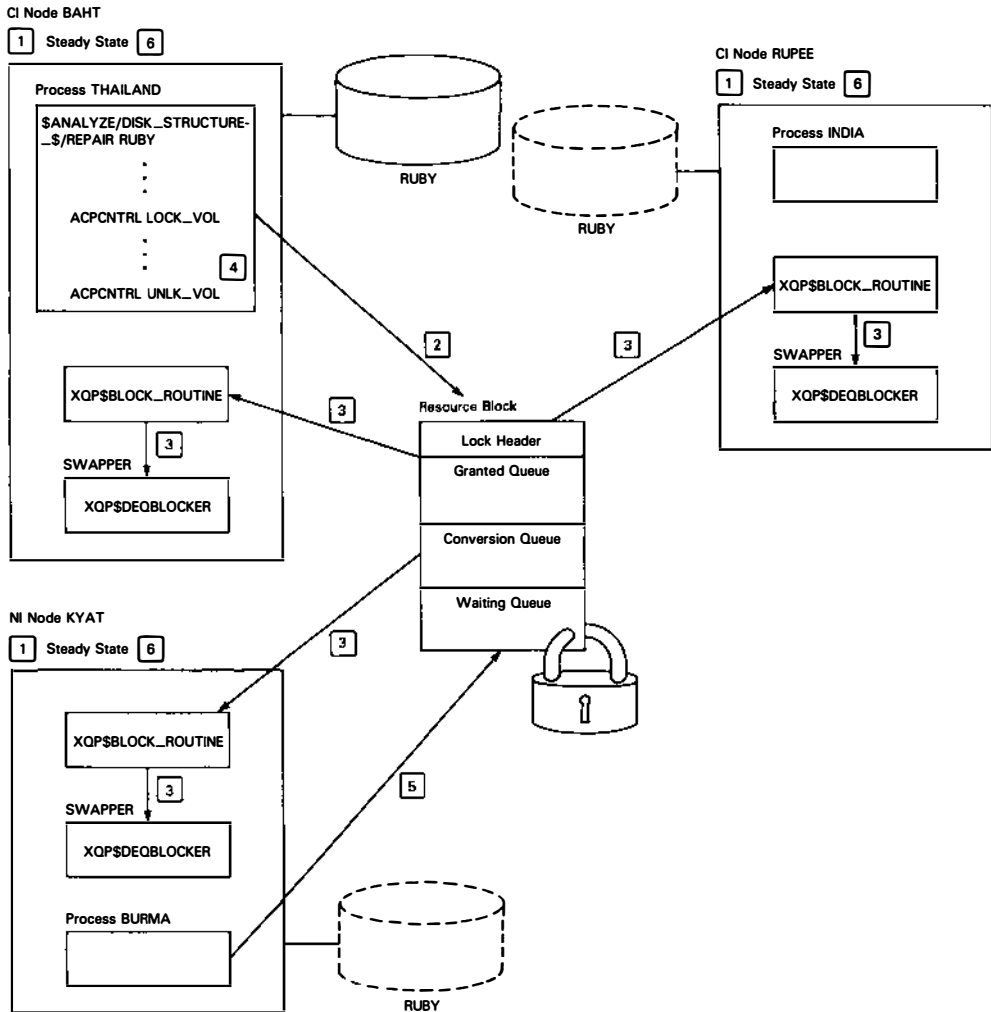 CI Node BAHT
1 Steady State 6
Process THAILAND
$ANALYZE/DISK_STRUCTURE-
_$/REPAIR RUBY
.
.
.
ACPCNTRL LOCK_VOL
.
.
.
4
ACPCNTRL UNLK_VOL
XQP$BLOCK_ROUTINE
3
SWAPPER
XQP$DEQBLOCKER
RUBY
RUBY
CI Node RUPEE
1 Steady State 6
Process INDIA
XQP$BLOCK_ROUTINE
3
SWAPPER
XQP$DEQBLOCKER
2
3
3
Resource Block
Lock Header
Granted Queue
Conversion Queue
Waiting Queue
3
5
NI Node KYAT
1 Steady State 6
XQP$BLOCK_ROUTINE
3
SWAPPER
XQP$DEQBLOCKER
Process BURMA
RUBY